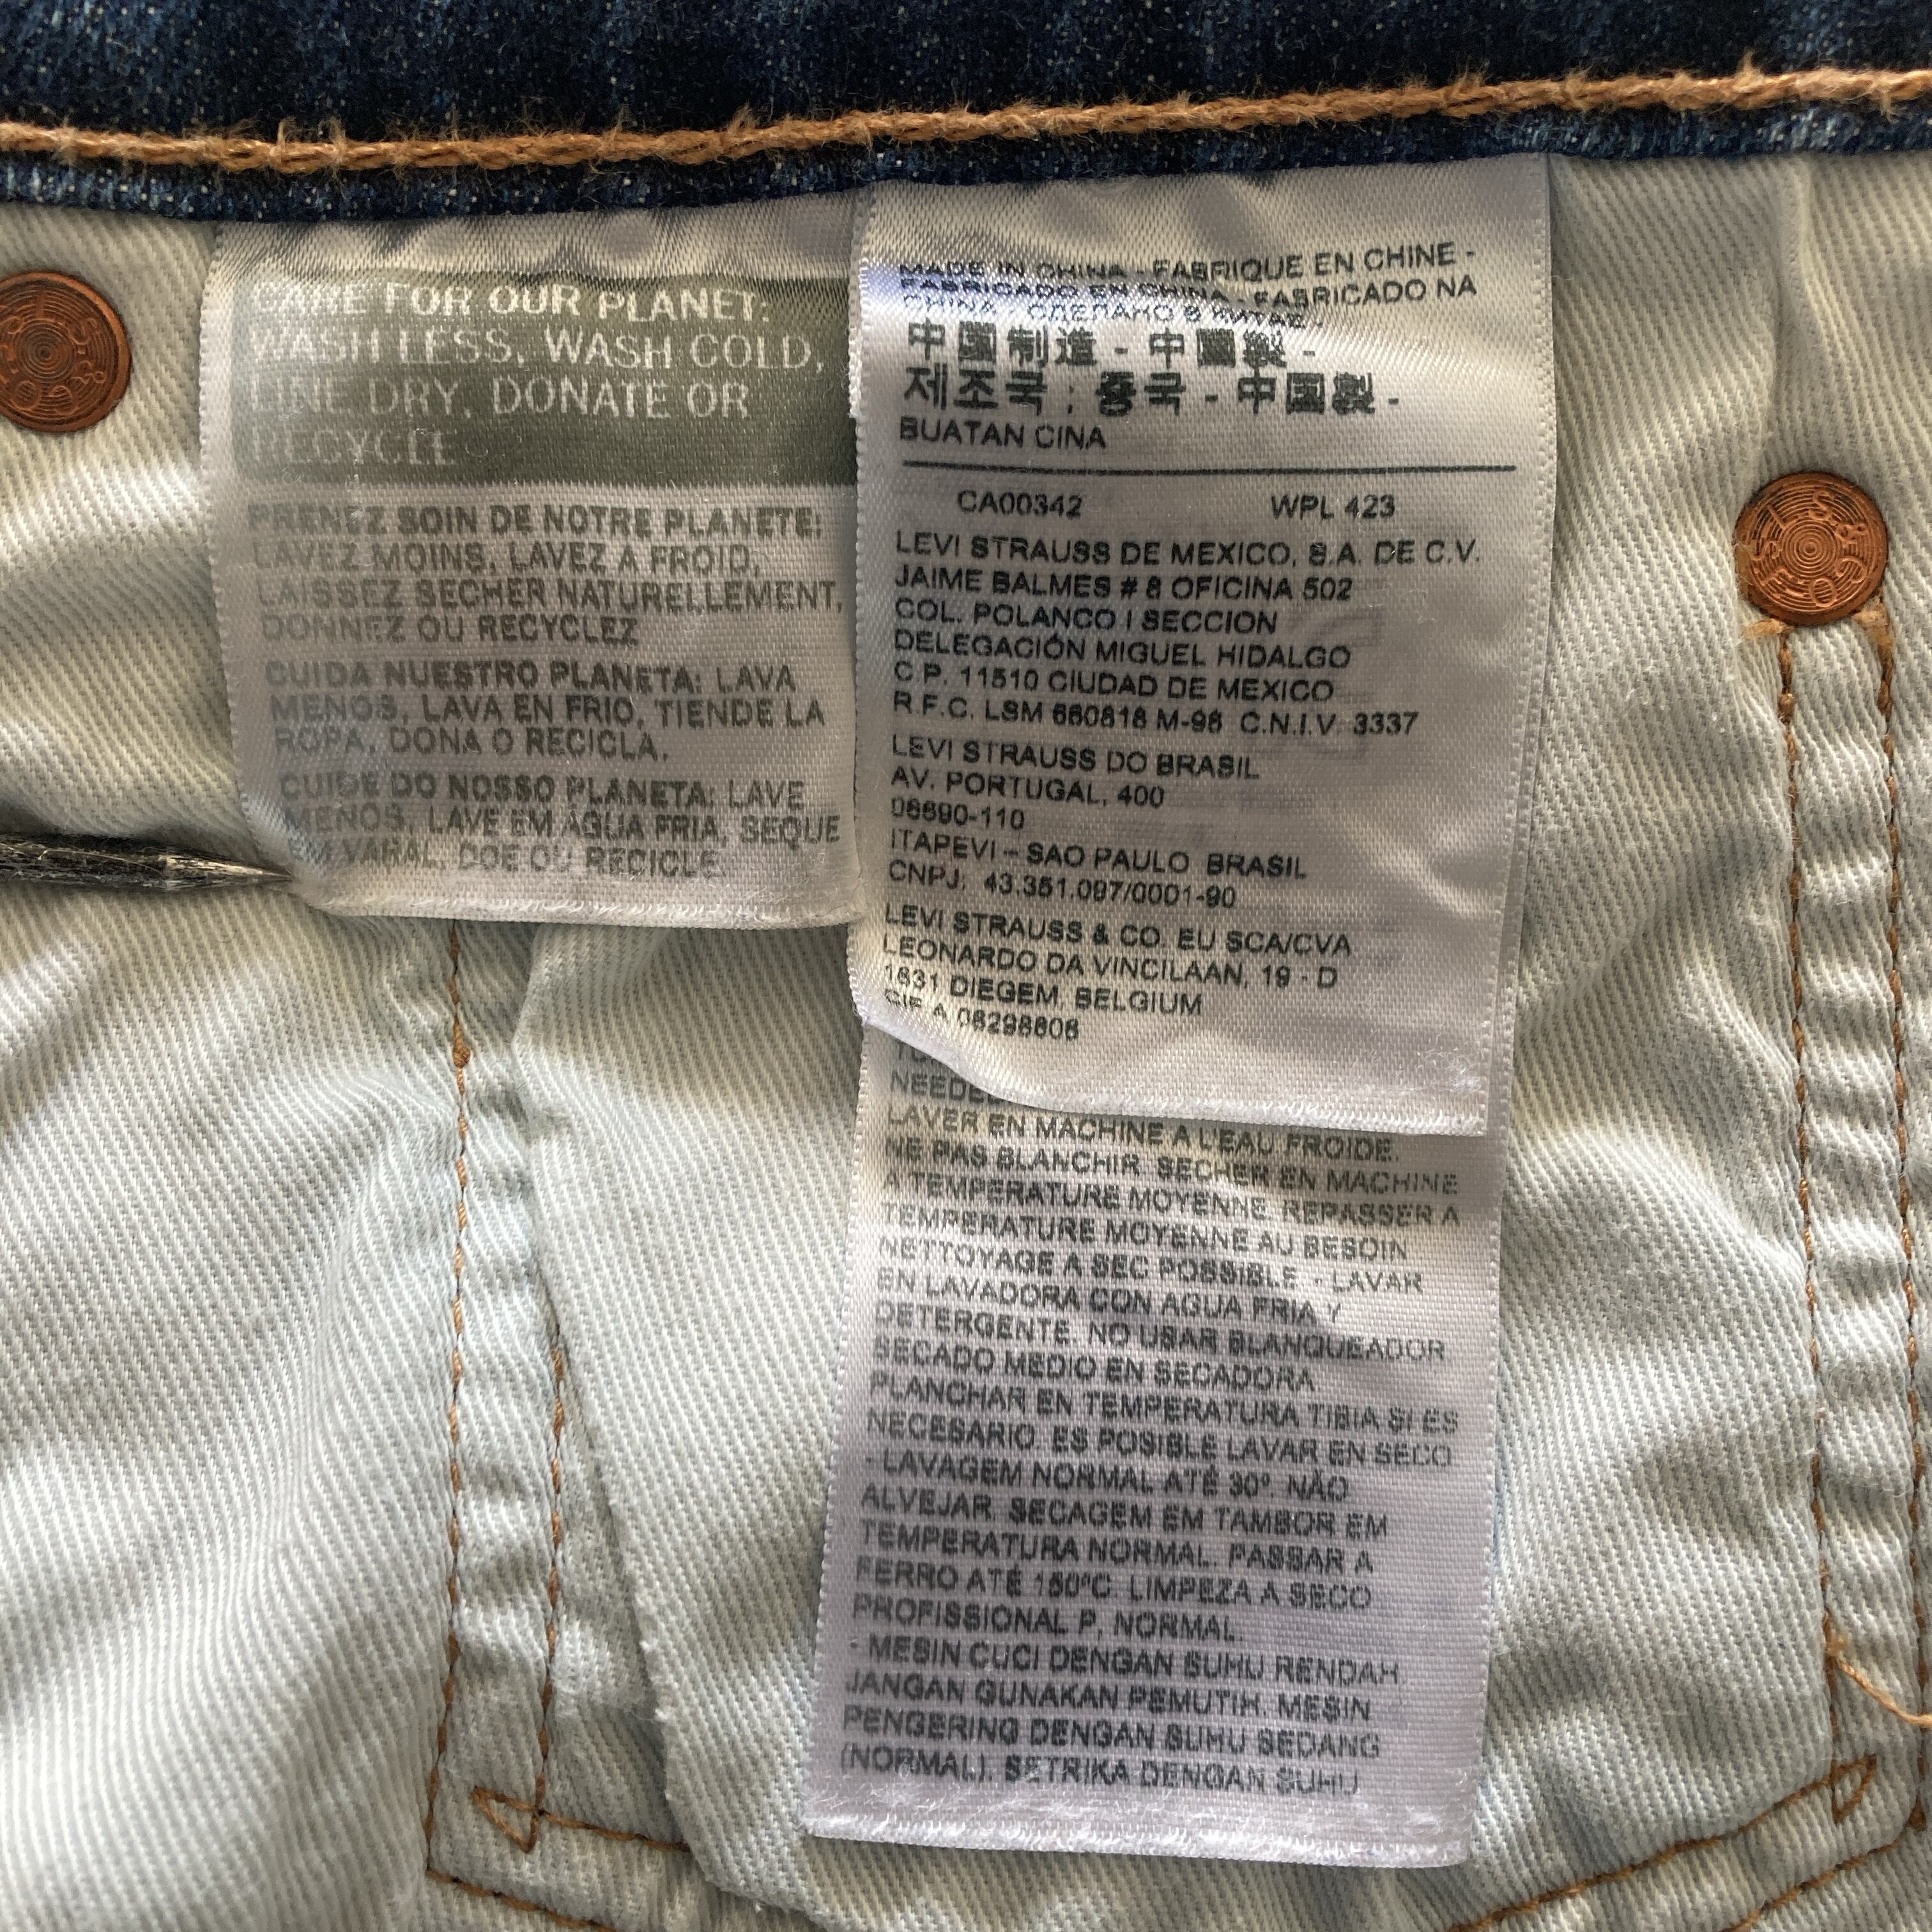 CARE FOR OUR PLANET:
WASH LESS, WASH COLD,
LINE DRY, DONATE OR
RECYCLE
PRENEZ SOIN DE NOTRE PLANETE:
LAVEZ MOINS, LAVEZ A FROID,
LAISSEZ SECHER NATURELLEMENT,
DONNEZ OU RECYCLEZ
CUIDA NUESTRO PLANETA: LAVA
MENOS, LAVA EN FRIO, TIENDE LA
ROPA, DONA O RECICLA.
CUIDE DO NOSSO PLANETA: LAVE
MENOS, LAVE EM ÁGUA FRIA, SEQUE
VARAL, DOE OU RECICLE.
MADE IN CHINA - FABRIQUE EN CHINE -
FABRICADO EN CHINA - FABRICADO NA
CHINA - СДЕЛАНО В КИТАЕ -
中國制造 - 中國製 -
제조국 : 중국 - 中国製 -
BUATAN CINA
CA00342 WPL 423
LEVI STRAUSS DE MEXICO, S.A. DE C.V.
JAIME BALMES # 8 OFICINA 502
COL. POLANCO I SECCION
DELEGACIÓN MIGUEL HIDALGO
C.P. 11510 CIUDAD DE MEXICO
R.F.C. LSM 660818 M-96 C.N.I.V. 3337
LEVI STRAUSS DO BRASIL
AV. PORTUGAL, 400
06690-110
ITAPEVI – SAO PAULO BRASIL
CNPJ: 43.351.097/0001-90
LEVI STRAUSS & CO. EU SCA/CVA
LEONARDO DA VINCILAAN, 19 - D
1831 DIEGEM, BELGIUM
CIF A 08298806
LAVER EN MACHINE A L'EAU FROIDE.
NE PAS BLANCHIR. SECHER EN MACHINE
A TEMPERATURE MOYENNE. REPASSER A
TEMPERATURE MOYENNE AU BESOIN
NETTOYAGE A SEC POSSIBLE - LAVAR
EN LAVADORA CON AGUA FRIA Y
DETERGENTE. NO USAR BLANQUEADOR
SECADO MEDIO EN SECADORA
PLANCHAR EN TEMPERATURA TIBIA SI ES
NECESARIO. ES POSIBLE LAVAR EN SECO
- LAVAGEM NORMAL ATÉ 30º. NÃO
ALVEJAR. SECAGEM EM TAMBOR EM
TEMPERATURA NORMAL. PASSAR A
FERRO ATÉ 150ºC. LIMPEZA A SECO
PROFISSIONAL P, NORMAL.
- MESIN CUCI DENGAN SUHU RENDAH.
JANGAN GUNAKAN PEMUTIH. MESIN
PENGERING DENGAN SUHU SEDANG
(NORMAL). SETRIKA DENGAN SUHU